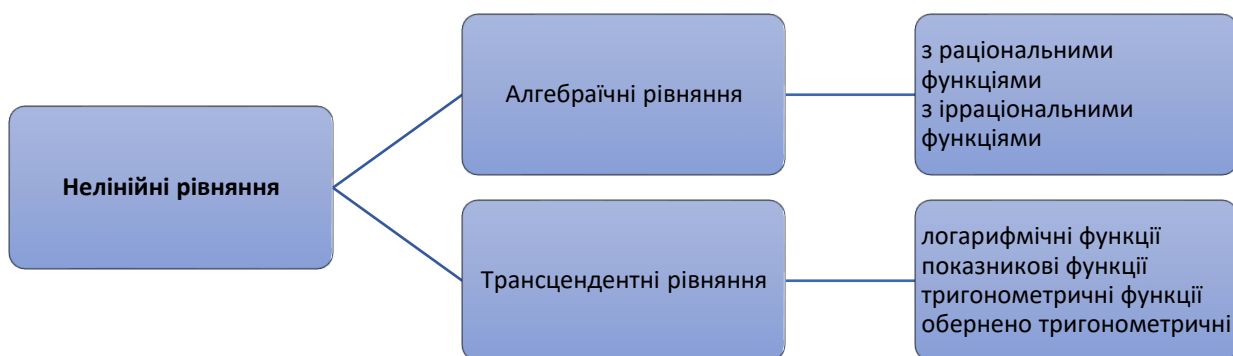 Нелінійні рівняння
Алгебраїчні рівняння
з раціональними
функціями
з ірраціональними
функціями
Трансцендентні рівняння
логарифмічні функції
показникові функції
тригонометричні функції
обернено тригонометричні